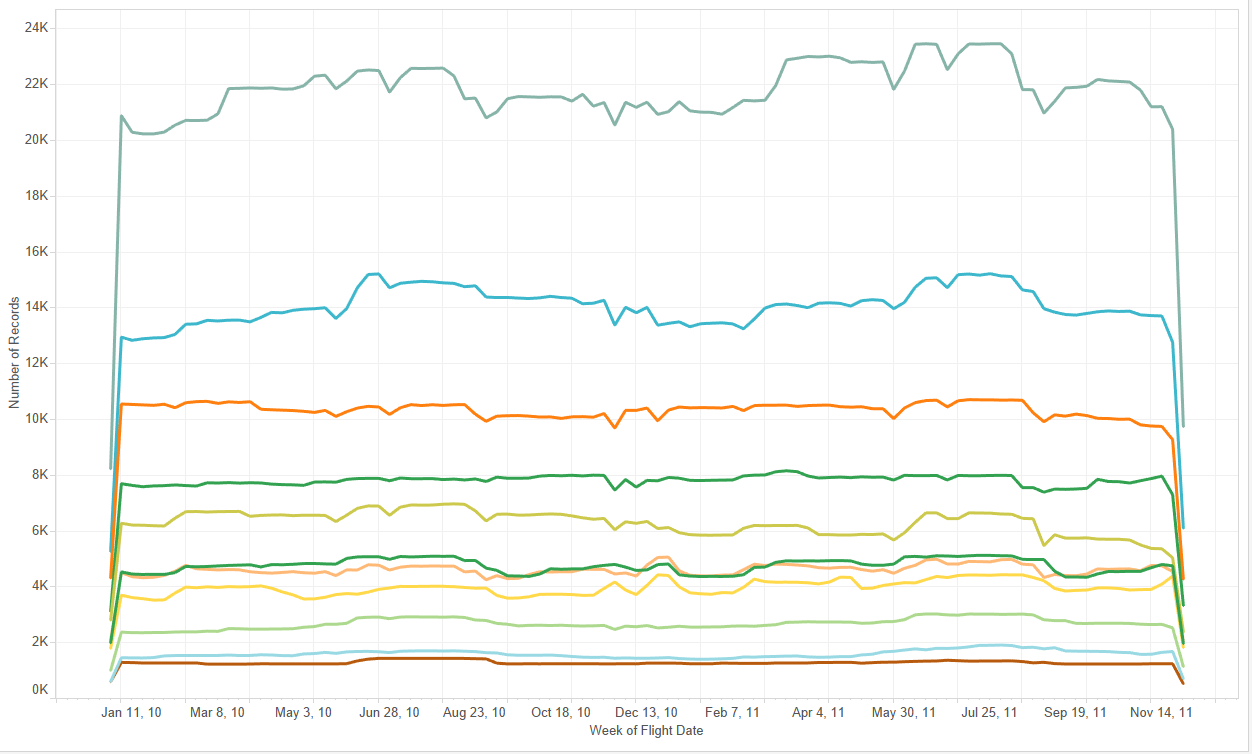 24K
22K
20K
18K
16K
14K
12K
10K
8K
6K
4K
2K
0K
Number of Records
Jan 11, 10 Mar 8, 10 May 3, 10 Jun 28, 10 Aug 23, 10 Oct 18, 10 Dec 13, 10 Feb 7, 11 Apr 4, 11 May 30, 11 Jul 25, 11 Sep 19, 11 Nov 14, 11
Week of Flight Date